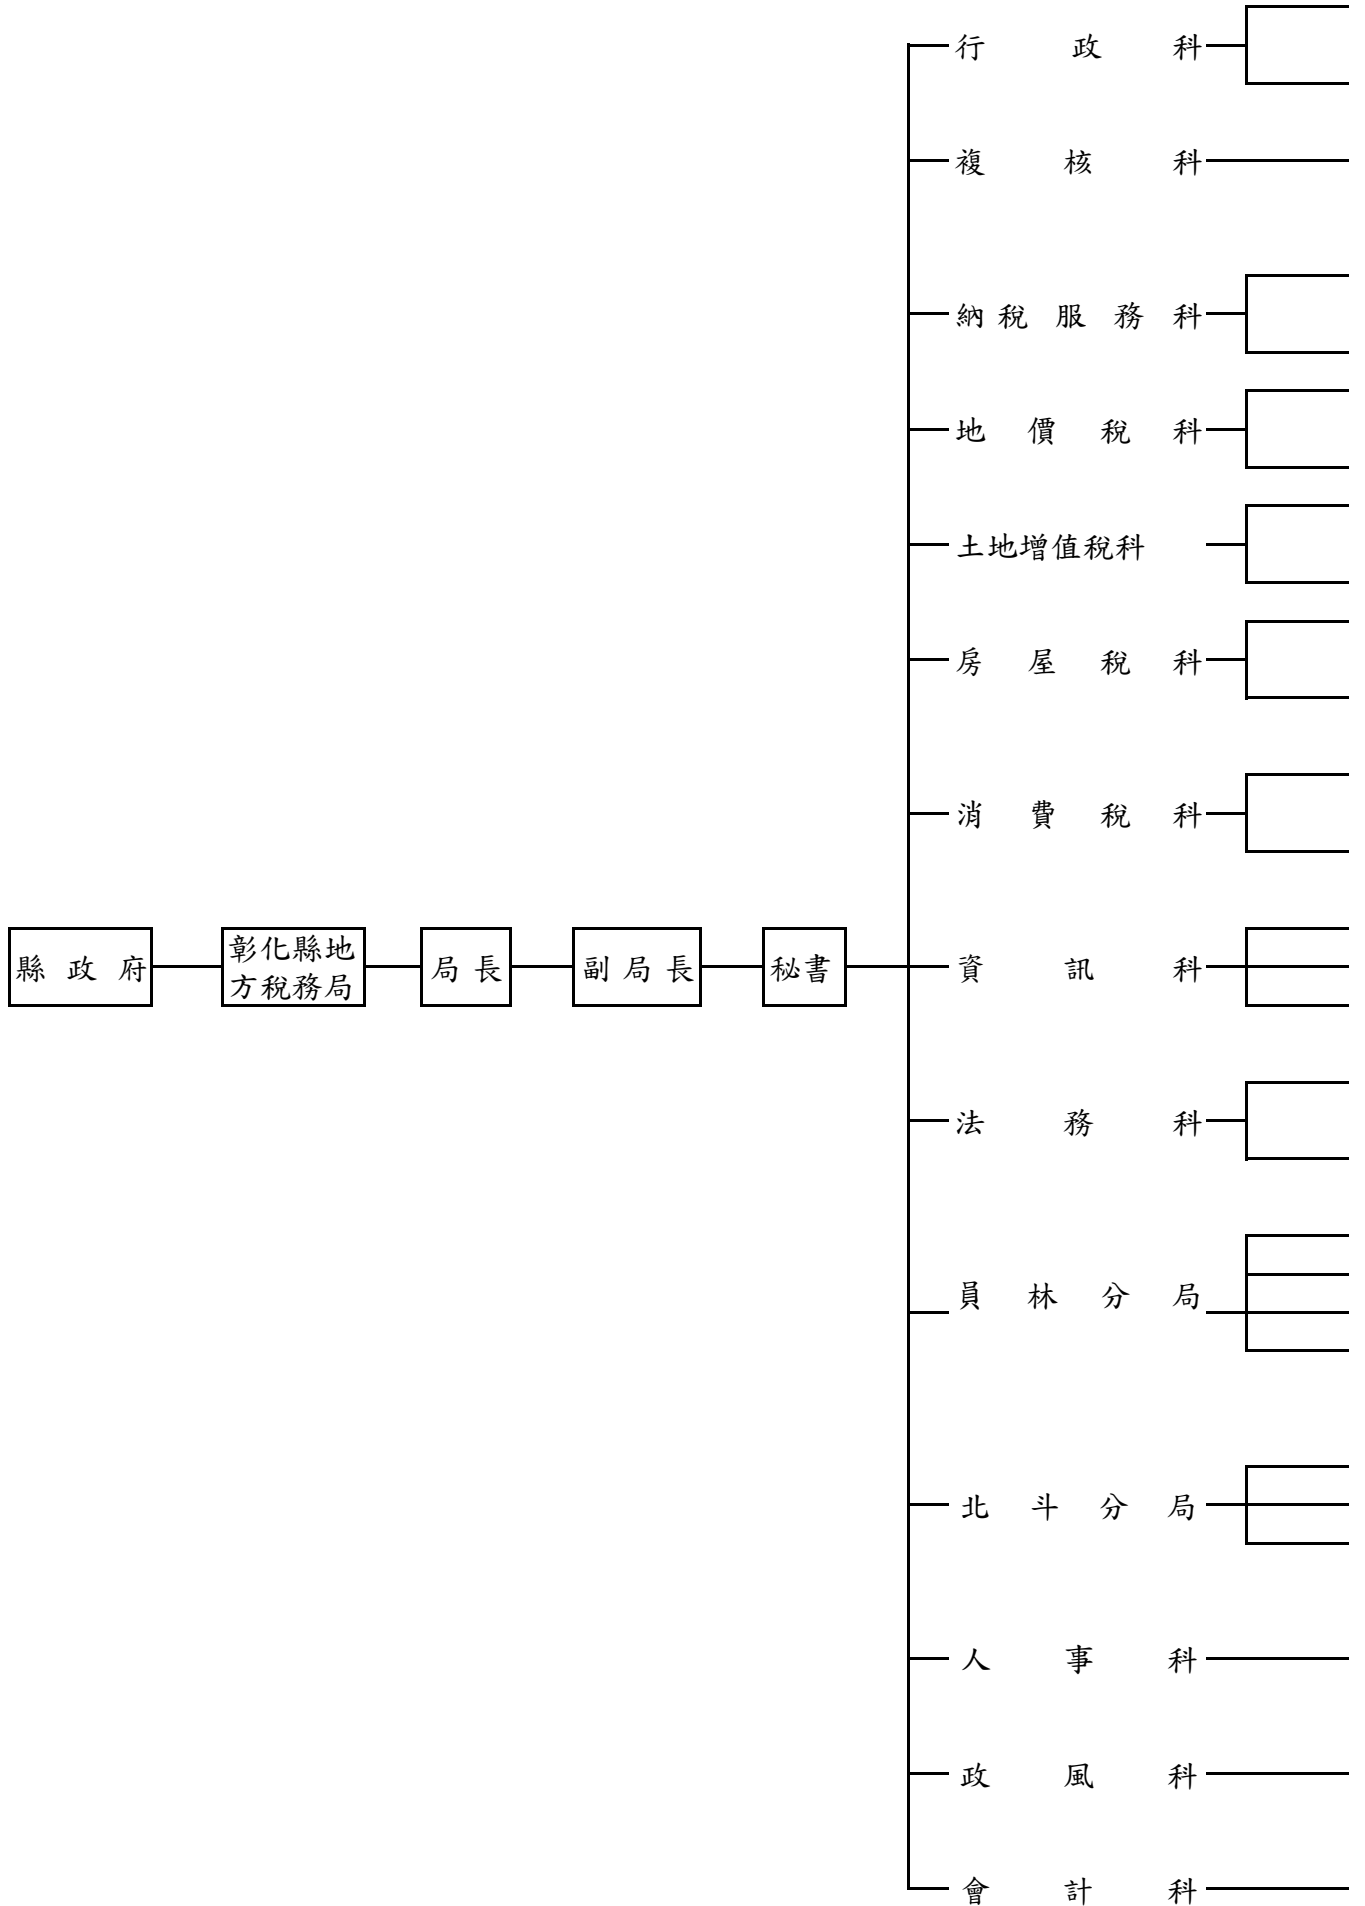 行政科
複核科
納稅服務科
地價稅科
土地增值稅科
房屋稅科
消費稅科
縣政府
彰化縣地
方稅務局
局長
副局長
秘書
資訊科
法務科
員林分局
北斗分局
人事科
政風科
會計科